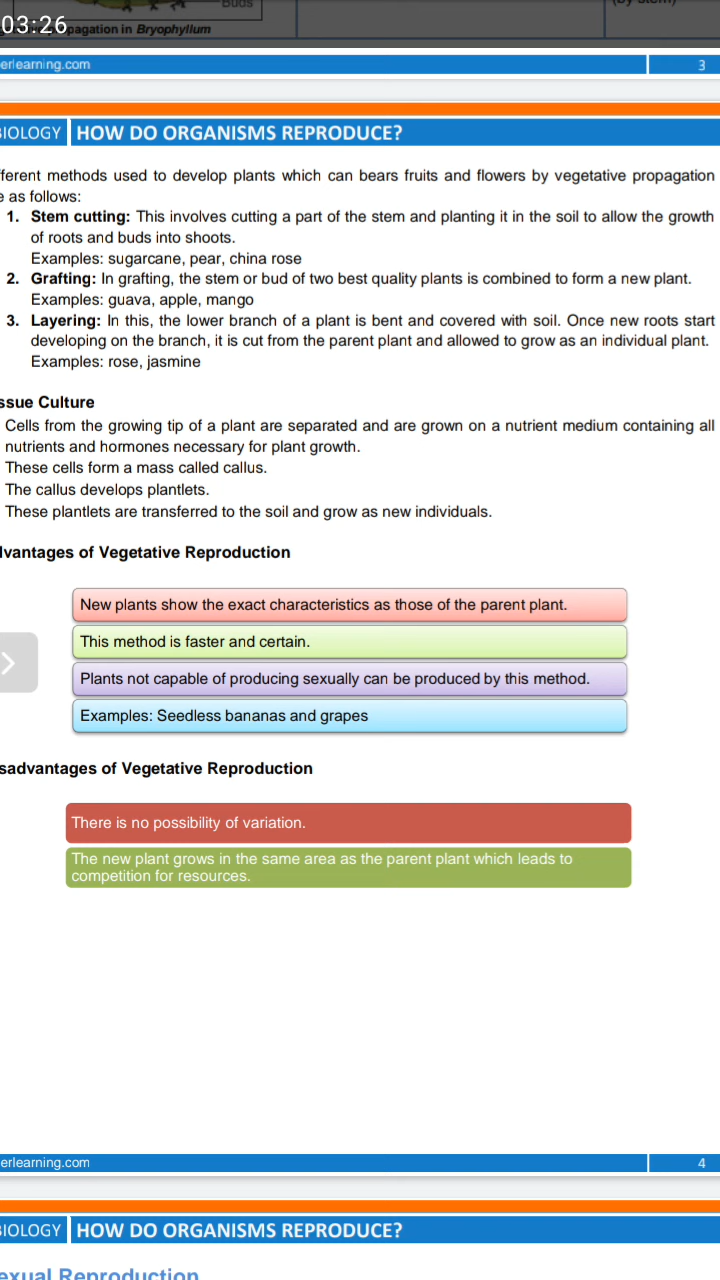 Buds
(by stem)
03:26
pagation in Bryophyllum
erlearning.com 3
BIOLOGY HOW DO ORGANISMS REPRODUCE?
fferent methods used to develop plants which can bears fruits and flowers by vegetative propagation
e as follows:
1. Stem cutting: This involves cutting a part of the stem and planting it in the soil to allow the growth
of roots and buds into shoots.
Examples: sugarcane, pear, china rose
2. Grafting: In grafting, the stem or bud of two best quality plants is combined to form a new plant.
Examples: guava, apple, mango
3. Layering: In this, the lower branch of a plant is bent and covered with soil. Once new roots start
developing on the branch, it is cut from the parent plant and allowed to grow as an individual plant.
Examples: rose, jasmine
ssue Culture
Cells from the growing tip of a plant are separated and are grown on a nutrient medium containing all
nutrients and hormones necessary for plant growth.
These cells form a mass called callus.
The callus develops plantlets.
These plantlets are transferred to the soil and grow as new individuals.
dvantages of Vegetative Reproduction
New plants show the exact characteristics as those of the parent plant.
This method is faster and certain.
Plants not capable of producing sexually can be produced by this method.
Examples: Seedless bananas and grapes
sadvantages of Vegetative Reproduction
There is no possibility of variation.
The new plant grows in the same area as the parent plant which leads to
competition for resources.
erlearning.com 4
BIOLOGY HOW DO ORGANISMS REPRODUCE?
exual Reproduction